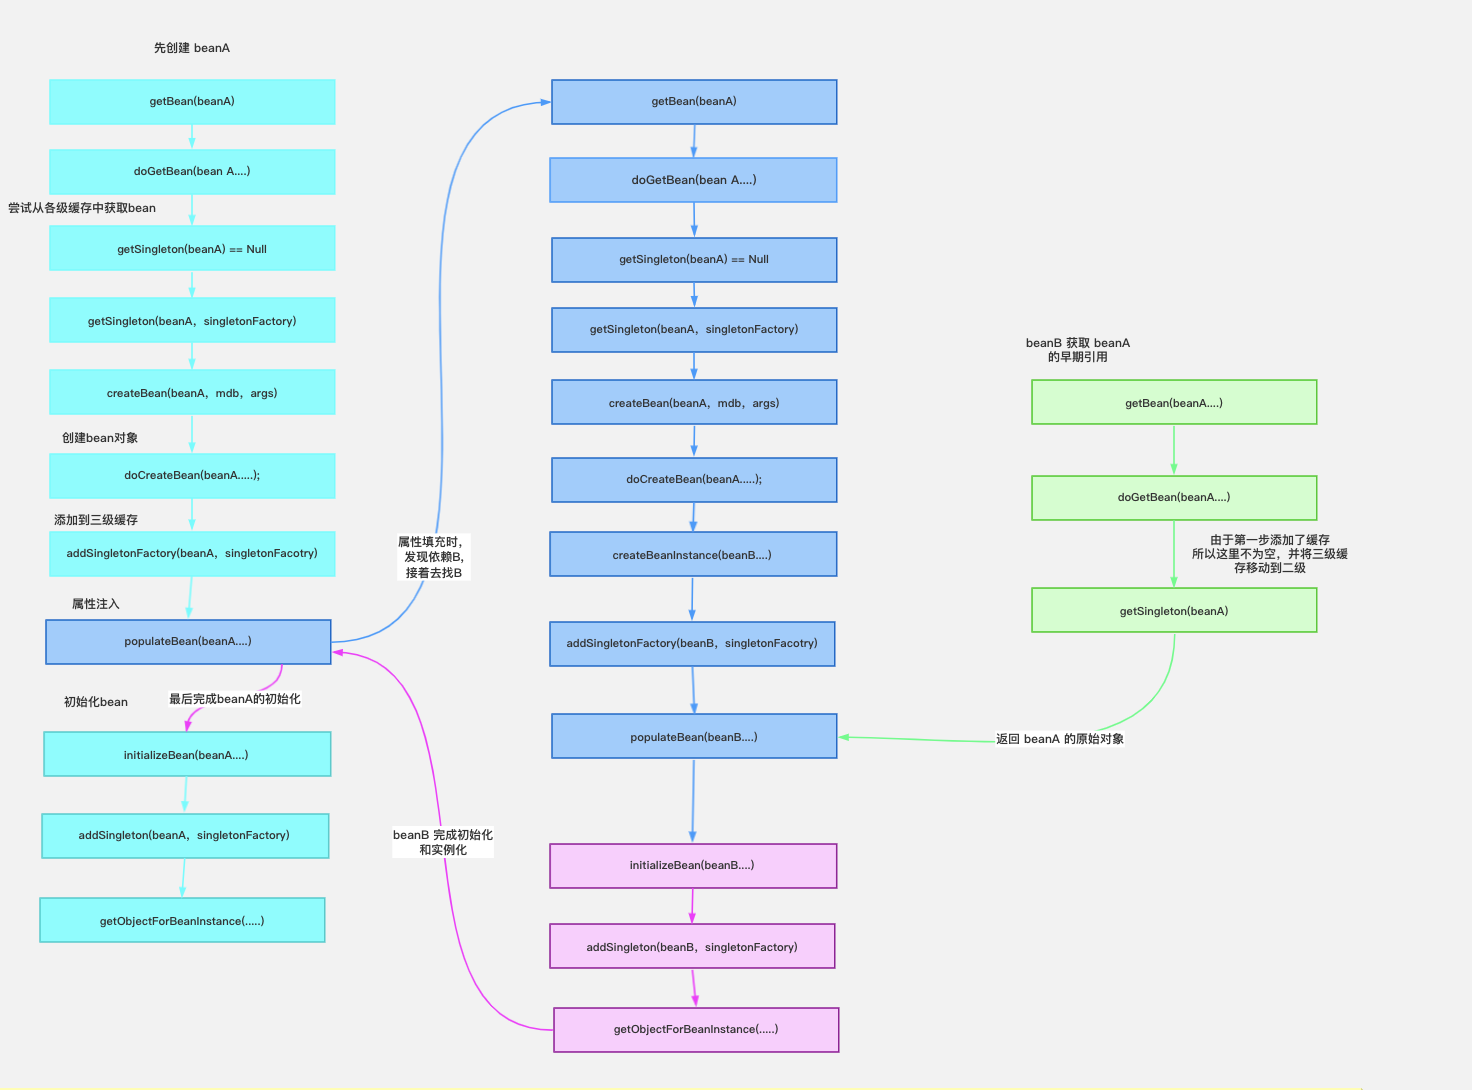 先创建 beanA
getBean(beanA)
doGetBean(bean A....)
尝试从各级缓存中获取bean
getSingleton(beanA) == Null
getSingleton(beanA, singletonFactory)
createBean(beanA, mdb, args)
创建bean对象
doCreateBean(beanA.....);
添加到三级缓存
addSingletonFactory(beanA, singletonFacotry)
属性注入
populateBean(beanA....)
初始化bean
最后完成beanA的初始化
initializeBean(beanA....)
addSingleton(beanA, singletonFactory)
getObjectForBeanInstance(.....)
属性填充时,
发现依赖B,
接着去找B
beanB 完成初始化
和实例化
getBean(beanA)
doGetBean(bean A....)
getSingleton(beanA) == Null
getSingleton(beanA, singletonFactory)
createBean(beanA, mdb, args)
doCreateBean(beanA.....);
createBeanInstance(beanB....)
addSingletonFactory(beanB, singletonFacotry)
populateBean(beanB....)
initializeBean(beanB....)
addSingleton(beanB, singletonFactory)
getObjectForBeanInstance(.....)
beanB 获取 beanA
的早期引用
getBean(beanA....)
doGetBean(beanA....)
由于第一步添加了缓存
所以这里不为空，并将三级缓
存移动到二级
getSingleton(beanA)
返回 beanA 的原始对象